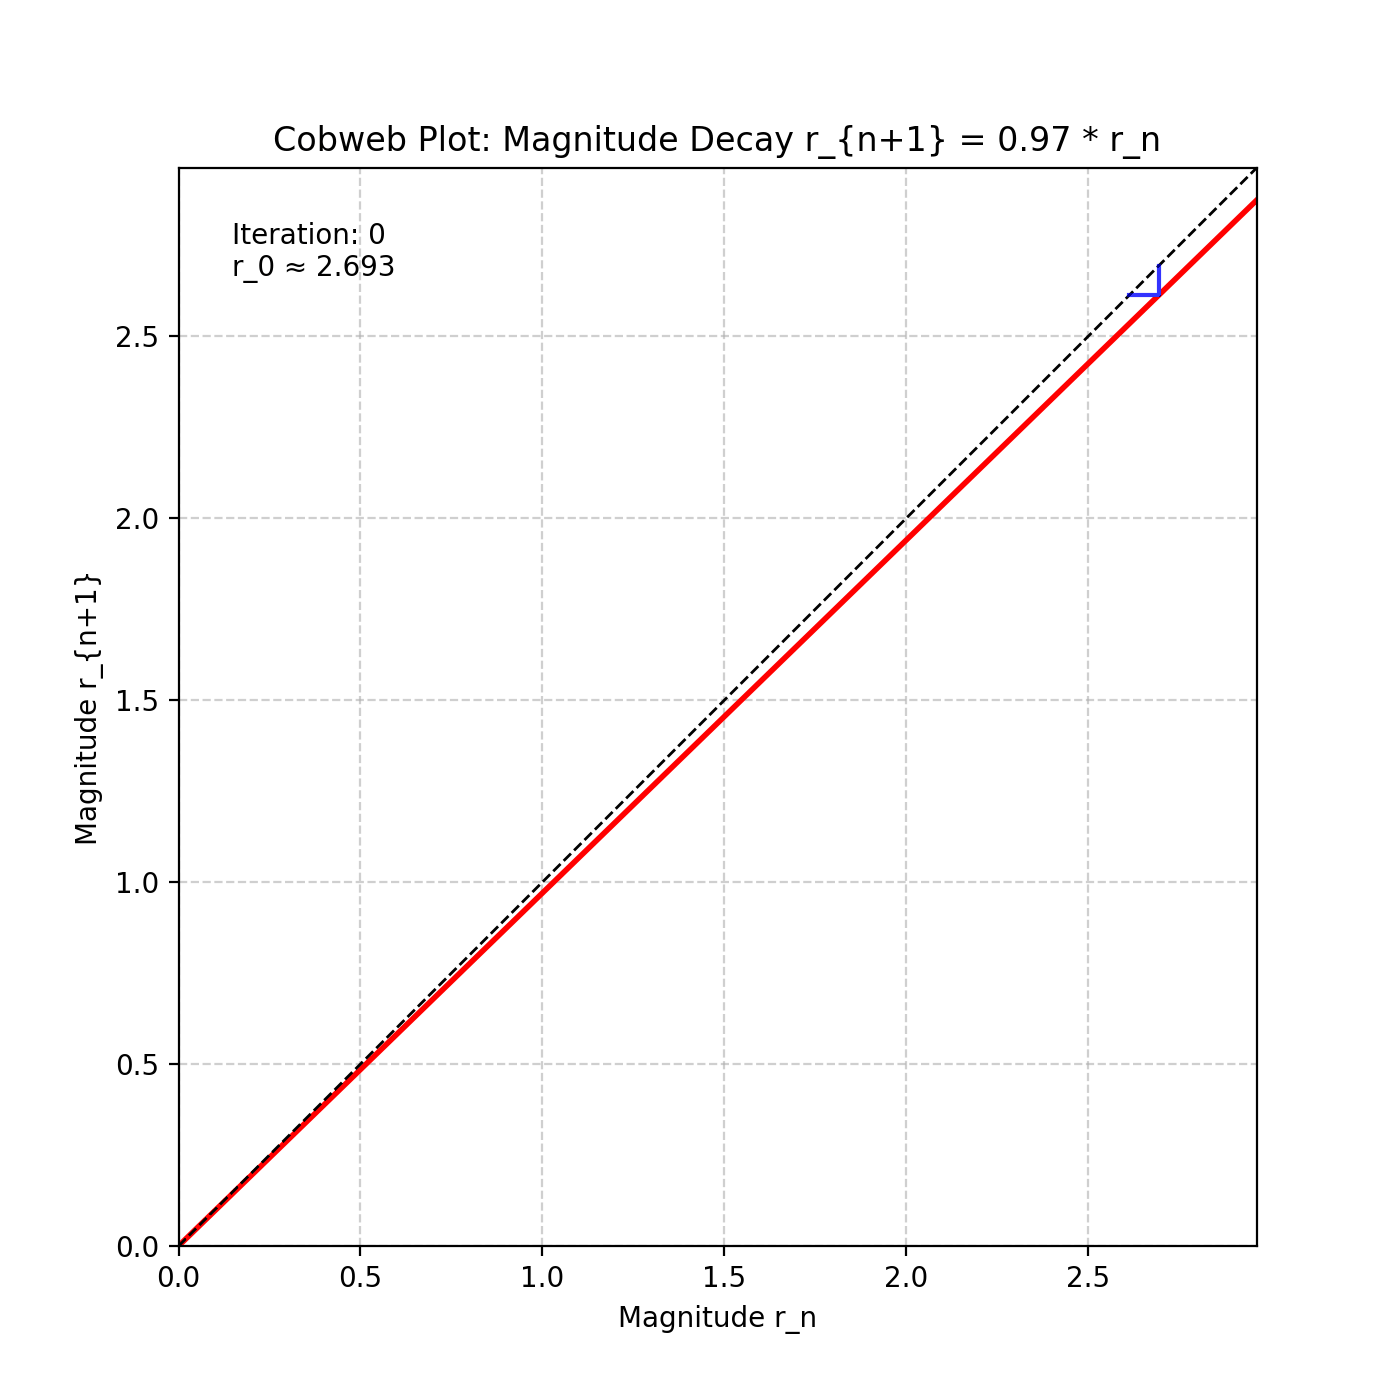 Cobweb Plot: Magnitude Decay r_{n+1} = 0.97 * r_n
Iteration: 0
r_0 ≈ 2.693
2.5
2.0
1.5
1.0
0.5
0.0
Magnitude r_{n+1}
0.0 0.5 1.0 1.5 2.0 2.5
Magnitude r_n